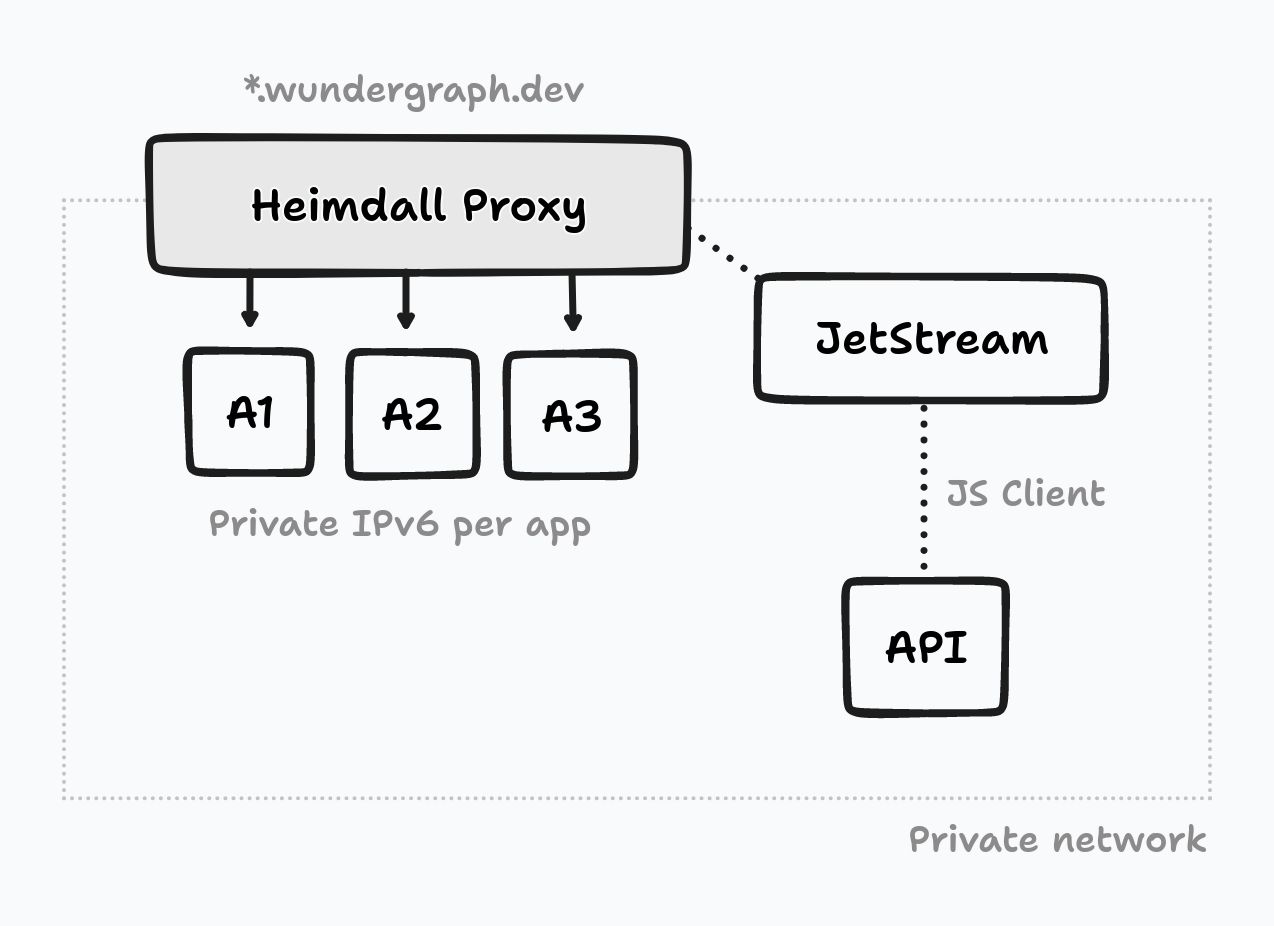 *.wundergraph.dev
Heimdall Proxy
JetStream
A1
A2
A3
JS Client
Private IPv6 per app
API
Private network